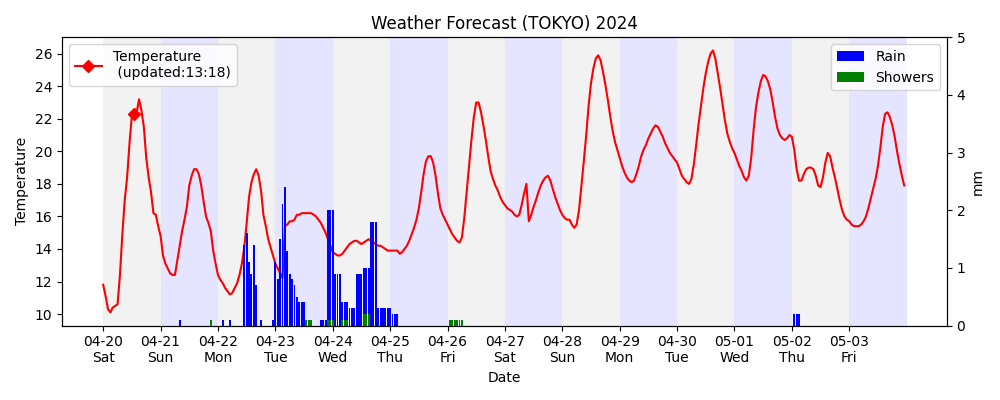 Weather Forecast (TOKYO) 2024
Temperature
(updated:13:18)
Rain
Showers
Temperature
26
24
22
20
18
16
14
12
10
5
4
3
2
1
0
mm
04-20 04-21 04-22 04-23 04-24 04-25 04-26 04-27 04-28 04-29 04-30 05-01 05-02 05-03
Sat Sun Mon Tue Wed Thu Fri Sat Sun Mon Tue Wed Thu Fri
Date